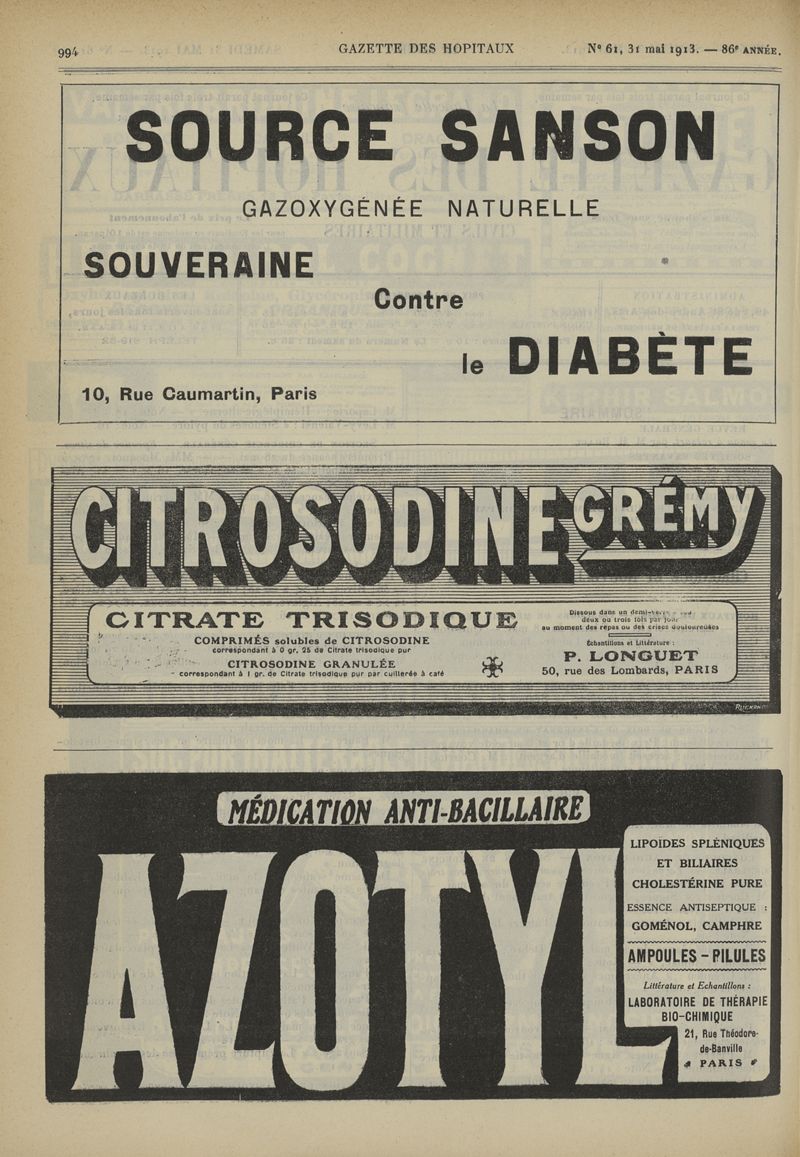 994
GAZETTE DES HOPITAUX
N° 61, 31 mai 1913. — 86e ANNÉE.
SOURCE SANSON
GAZOXYGÉNÉE NATURELLE
SOUVERAINE
Contre
le DIABÈTE
10, Rue Caumartin, Paris
CITROSODINE GRÉMY
CITRATE TRISODIQUE
COMPRIMÉS solubles de CITROSODINE
correspondant à 0 gr. 25 de Citrate trisodique pur
CITROSODINE GRANULÉE
correspondant à 1 gr. de Citrate trisodique pur par cuillerée à café
Dissous dans un
deux ou trois fois par jour
au moment des repas ou des crises douloureuses
Échantillons et Littérature :
P. LONGUET
50, rue des Lombards, PARIS
MÉDICATION ANTI-BACILLAIRE
AZOTYL
LIPOÏDES SPLÉNIQUES
ET BILIAIRES
CHOLESTÉRINE PURE
ESSENCE ANTISEPTIQUE :
GOMÉNOL, CAMPHRE
AMPOULES - PILULES
Littérature et Echantillons :
LABORATOIRE DE THÉRAPIE
BIO-CHIMIQUE
21, Rue Théodore-
de-Banville
PARIS